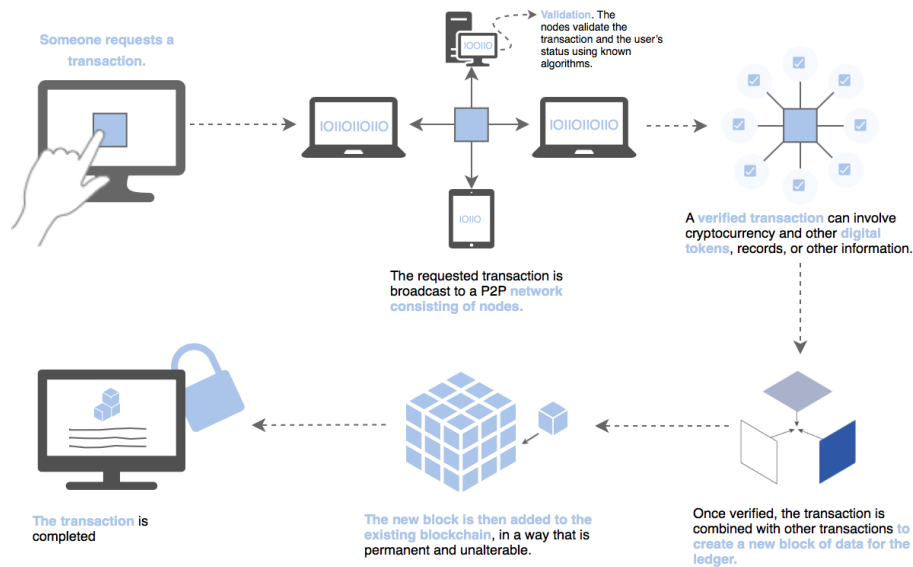 Someone requests a
transaction.
Validation. The
nodes validate the
transaction and the user's
status using known
algorithms.
IOOIIO
IOIIOIIOIIO
IOIIOIIOIIO
IOIIO
The requested transaction is
broadcast to a P2P network
consisting of nodes.
A verified transaction can involve
cryptocurrency and other digital
tokens, records, or other information.
Once verified, the transaction is
combined with other transactions to
create a new block of data for the
ledger.
The new block is then added to the
existing blockchain, in a way that is
permanent and unalterable.
The transaction is
completed